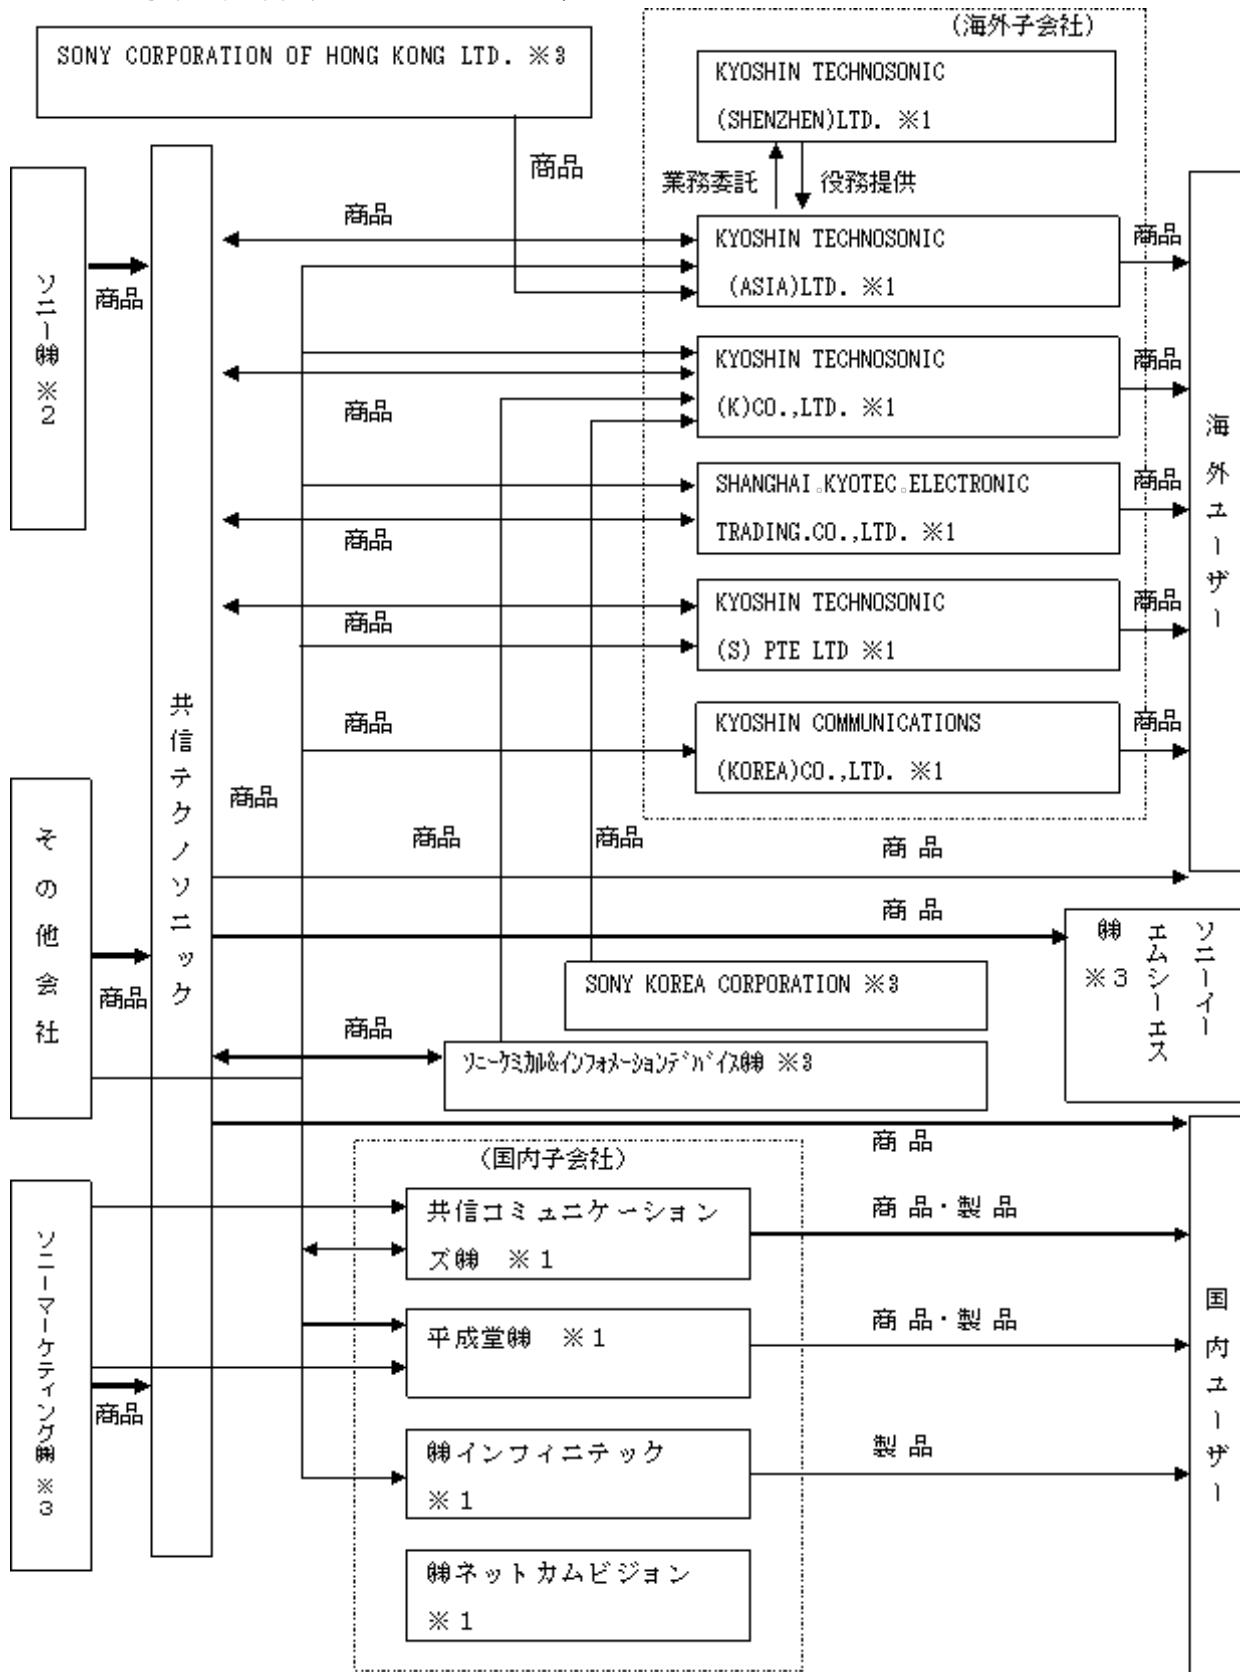 (海外子会社)
SONY CORPORATION OF HONG KONG LTD. ※3
KYOSHIN TECHNOSONIC
(SHENZHEN)LTD. ※1
商品
業務委託
役務提供
商品
ソニー㈱ ※2
商品
KYOSHIN TECHNOSONIC
(ASIA)LTD. ※1
商品
KYOSHIN TECHNOSONIC
(K)CO.,LTD. ※1
商品
商品
海外ユーザー
SHANGHAI.KYOTEC.ELECTRONIC
TRADING.CO.,LTD. ※1
商品
商品
KYOSHIN TECHNOSONIC
(S) PTE LTD ※1
商品
商品
共信テクノソニック
KYOSHIN COMMUNICATIONS
(KOREA)CO.,LTD. ※1
商品
商品
商品
商品
商品
商 品
その他会社
商品
商 品
ソニーイー
エムシーエス
㈱ ※3
SONY KOREA CORPORATION ※3
商品
ソニーケミカル&インフォメーションデバイス㈱ ※3
商 品
(国内子会社)
ソニーマーケティング㈱ ※3
商品
共信コミュニケーション
ズ㈱ ※1
商 品・製 品
平成堂㈱ ※1
商 品・製 品
国内ユーザー
㈱インフィニテック
※1
製 品
㈱ネットカムビジョン
※1